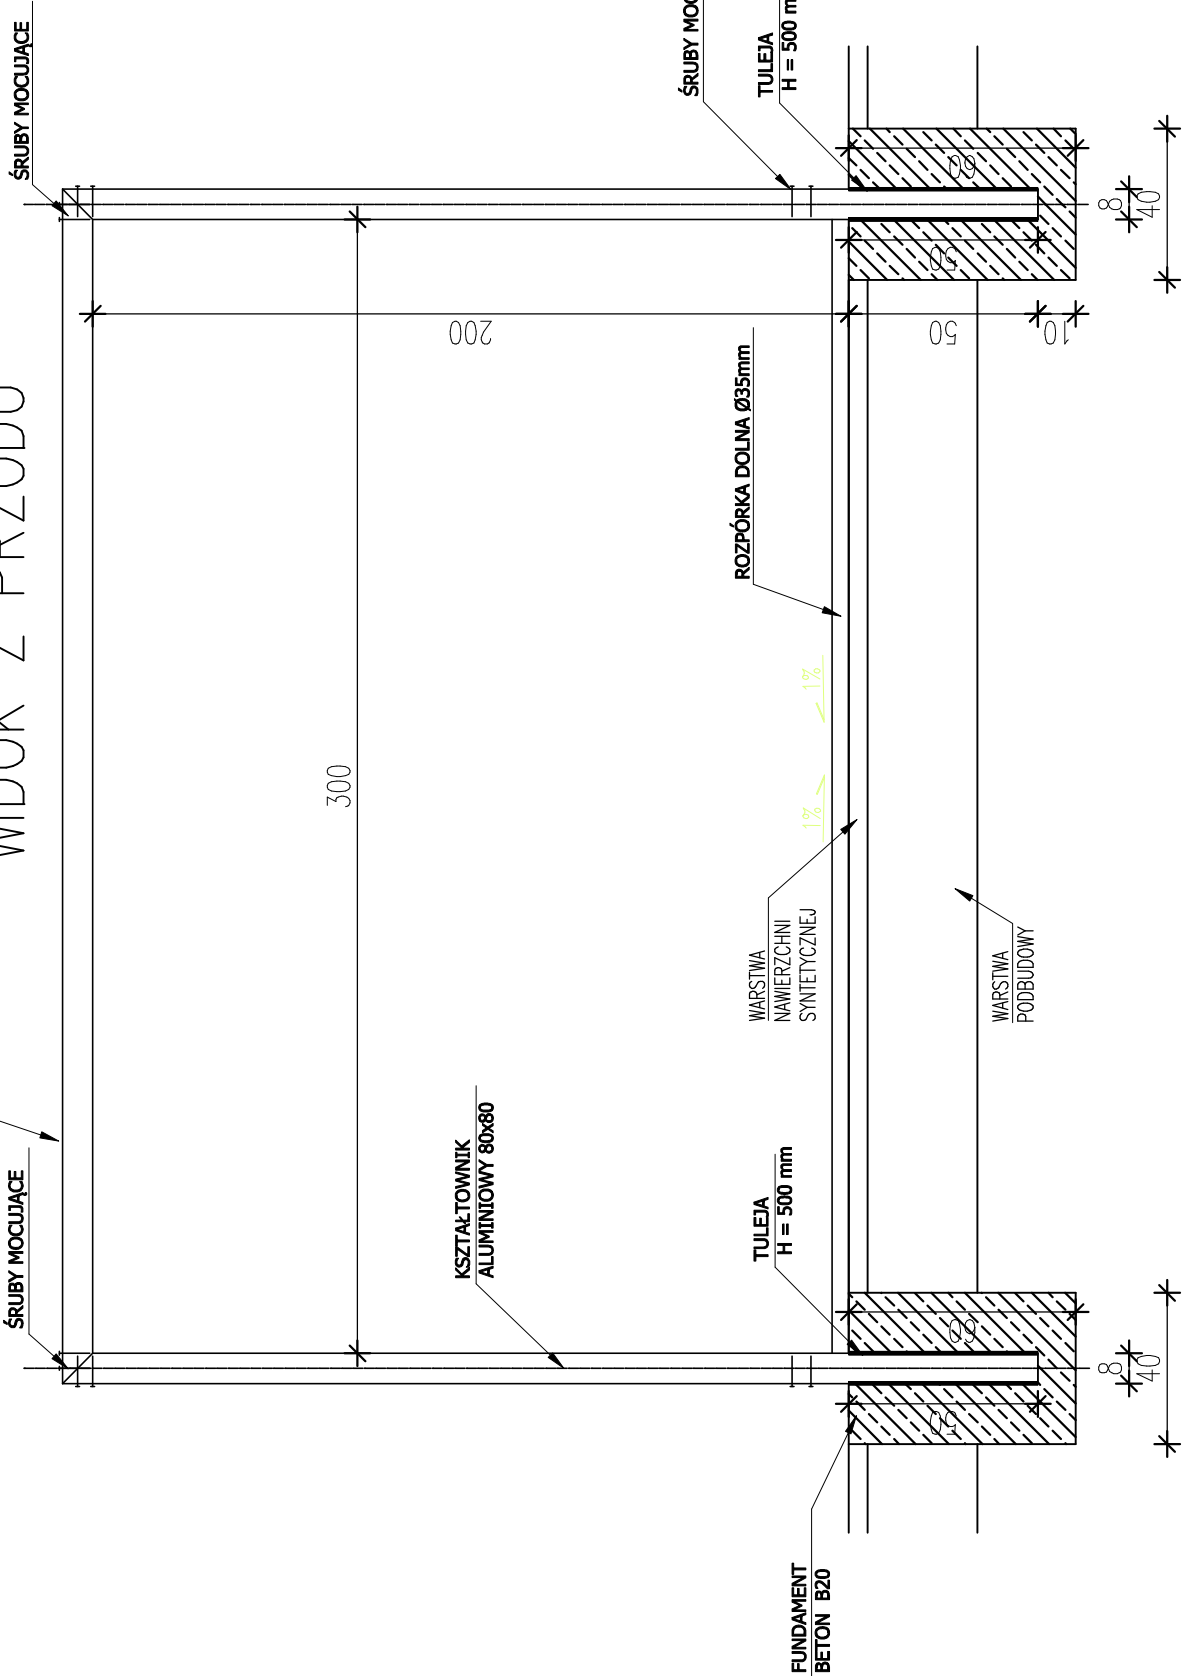 WIDOK Z PRZODU
ŚRUBY MOCUJĄCE
ŚRUBY MOCUJĄCE
300
200
KSZTAŁTOWNIK
ALUMINIOWY 80x80
ŚRUBY MOC
TULEJA
H = 500 m
TULEJA
H = 500 mm
ROZPÓRKA DOLNA Ø35mm
1%
1%
WARSTWA
NAWIERZCHNI
SYNTETYCZNEJ
WARSTWA
PODBUDOWY
FUNDAMENT
BETON B20
50
60
50
60
50
10
8
40
8
40